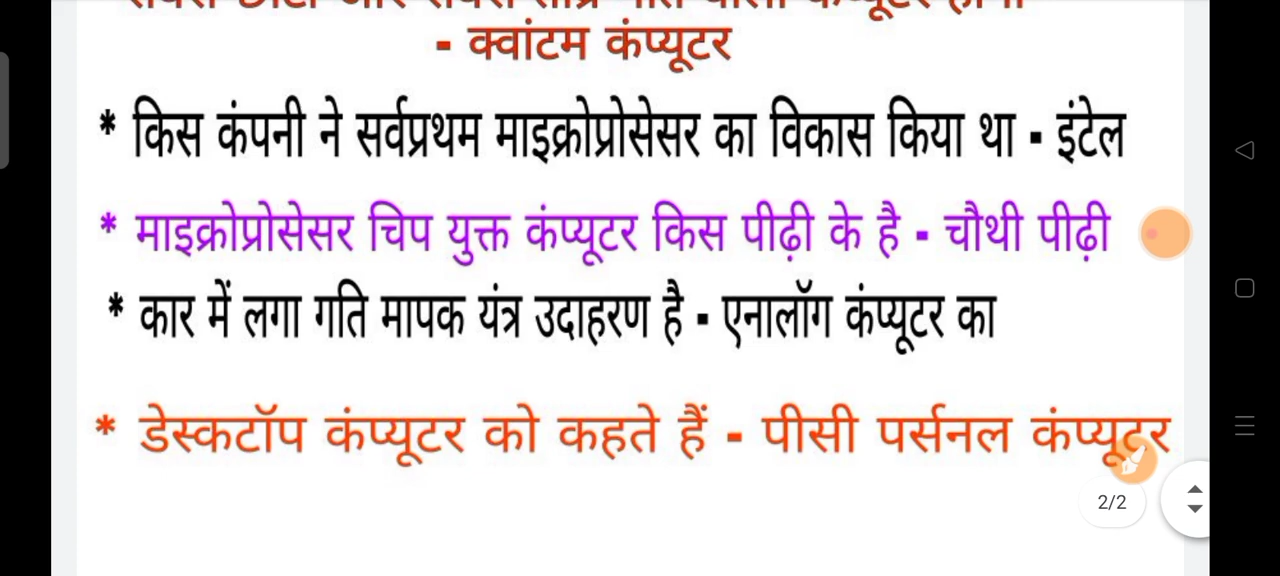 - क्वांटम कंप्यूटर
* किस कंपनी ने सर्वप्रथम माइक्रोप्रोसेसर का विकास किया था - इंटेल
* माइक्रोप्रोसेसर चिप युक्त कंप्यूटर किस पीढ़ी के है - चौथी पीढ़ी
* कार में लगा गति मापक यंत्र उदाहरण है - एनालॉग कंप्यूटर का
* डेस्कटॉप कंप्यूटर को कहते हैं - पीसी पर्सनल कंप्यूटर
2/2